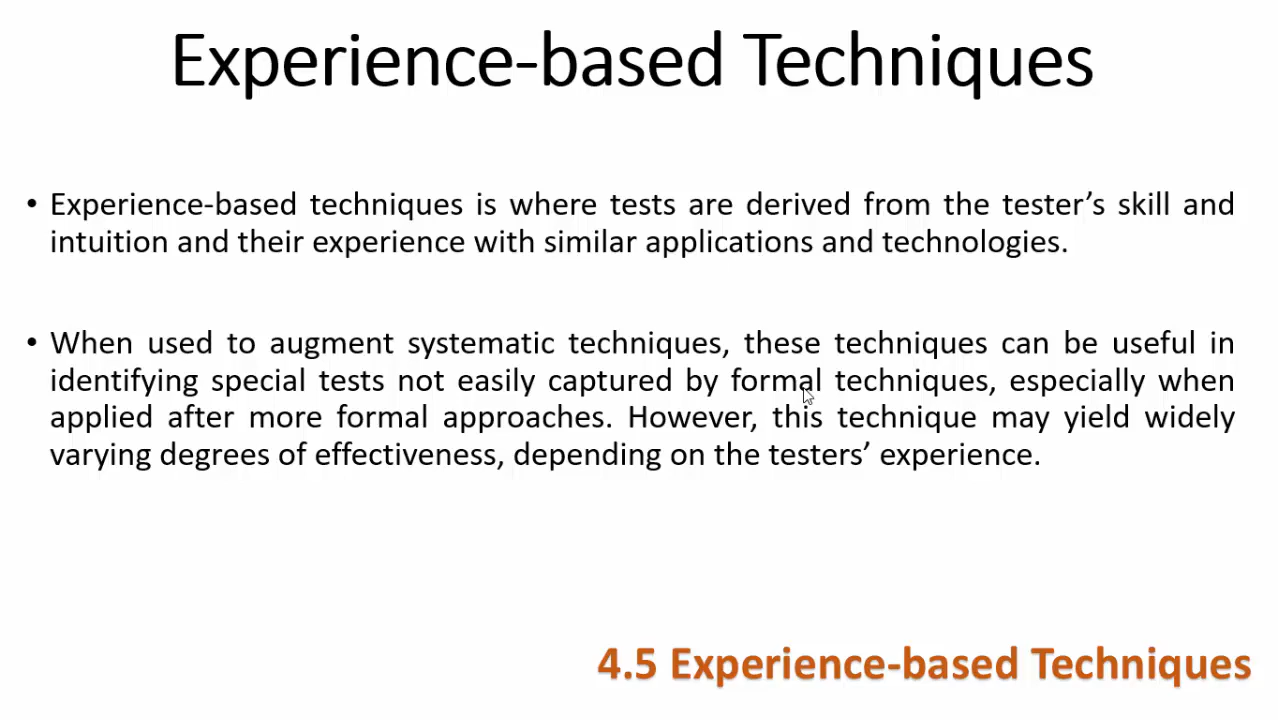 Experience-based Techniques
• Experience-based techniques is where tests are derived from the tester’s skill and
intuition and their experience with similar applications and technologies.
• When used to augment systematic techniques, these techniques can be useful in
identifying special tests not easily captured by formal techniques, especially when
applied after more formal approaches. However, this technique may yield widely
varying degrees of effectiveness, depending on the testers’ experience.
4.5 Experience-based Techniques